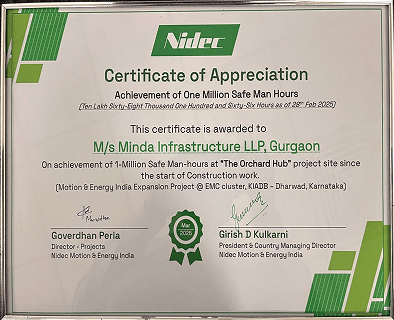 Nidec
Certificate of Appreciation
Achievement of One Million Safe Man Hours
(Ten Lakh Sixty-Eight Thousand One Hundred and Sixty-Six Hours as of 28th Feb 2025)
This certificate is awarded to
M/s Minda Infrastructure LLP, Gurgaon
On achievement of 1-Million Safe Man-hours at "The Orchard Hub" project site since
the start of Construction work.
(Motion & Energy India Expansion Project @ EMC cluster, KIADB - Dharwad, Karnataka)
Goverdhan Perla
Director - Projects
Nidec Motion & Energy India
Mar
Girish D Kulkarni
President & Country Managing Director
Nidec Motion & Energy India